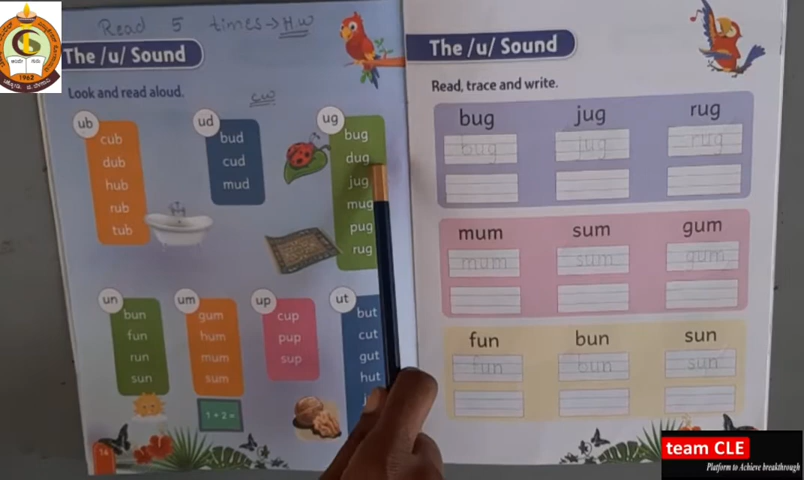 Read 5 times → H.W
The /u/ Sound
Look and read aloud.
C.W
ub
cub
dub
hub
rub
tub
ud
bud
cud
mud
ug
bug
dug
jug
mug
pug
rug
un
bun
fun
run
sun
um
gum
hum
mum
sum
up
cup
pup
sup
ut
but
cut
gut
hut
1 + 2 =
16
The /u/ Sound
Read, trace and write.
bug jug rug
bug jug rug
mum sum gum
mum sum gum
fun bun sun
fun bun sun
1962
team CLE
Platform to Achieve breakthrough